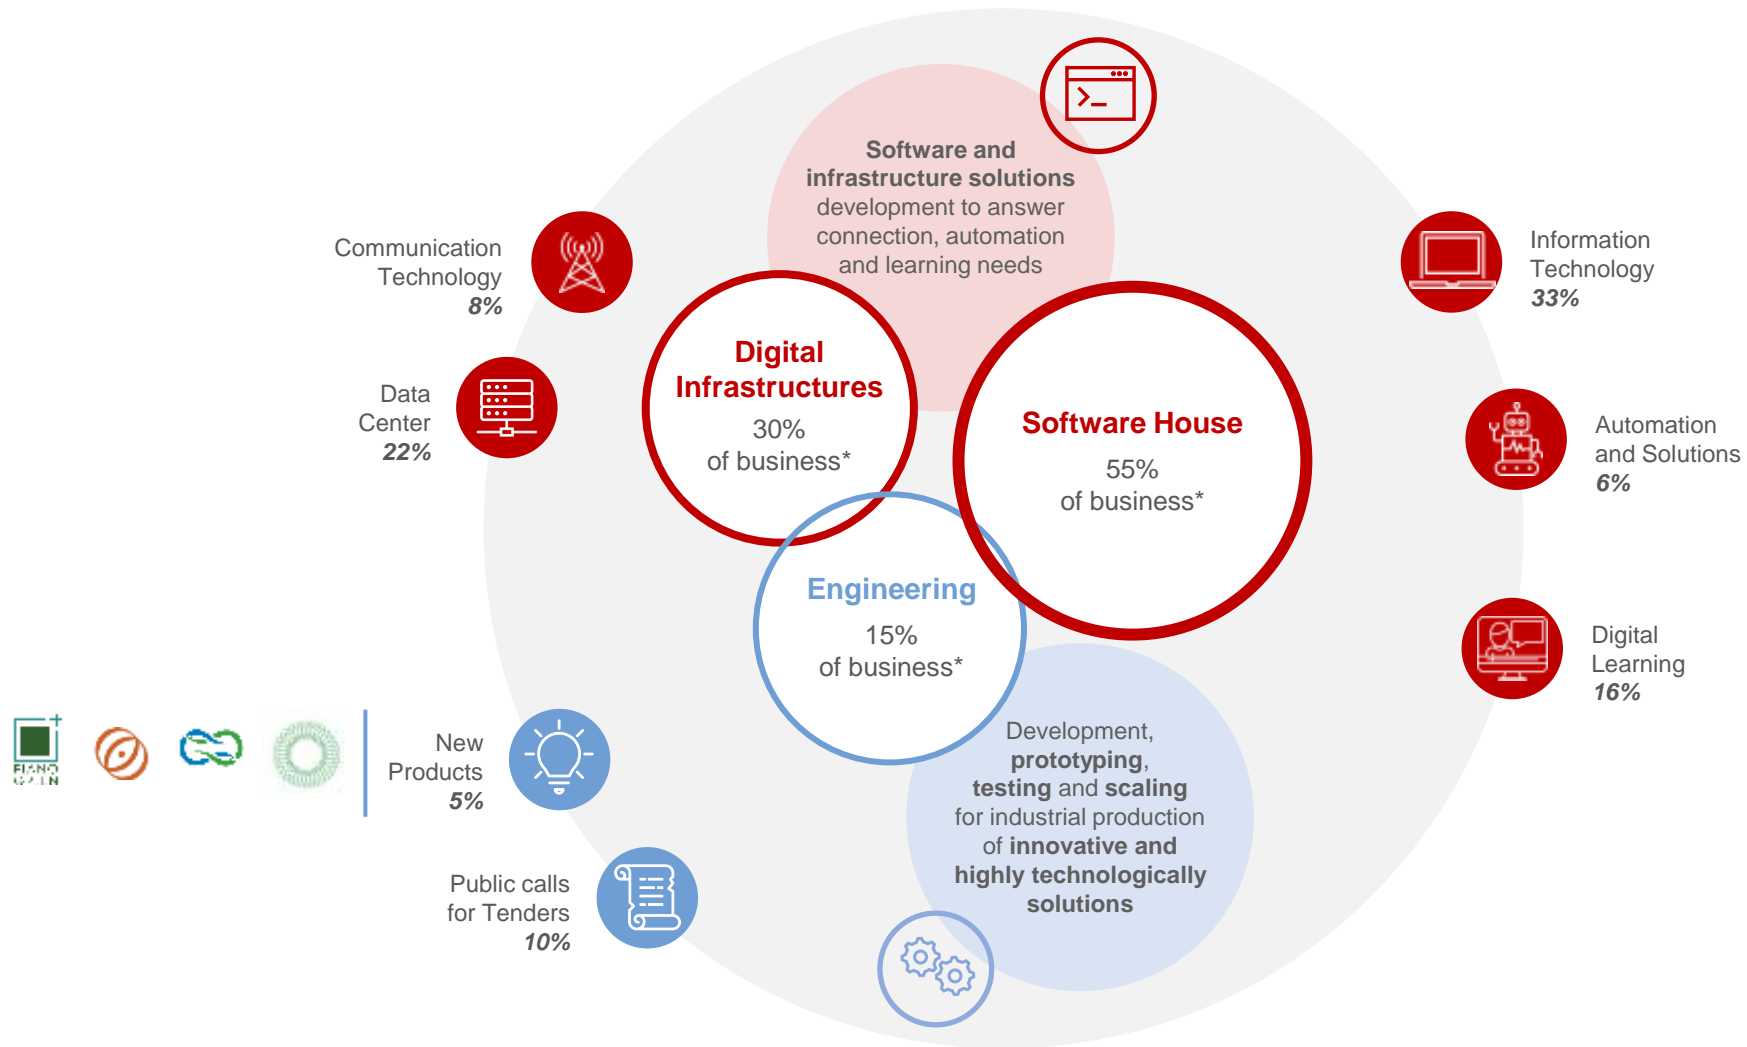 Software and
infrastructure solutions
development to answer
connection, automation
and learning needs
Communication
Technology
8%
Data
Center
22%
Digital
Infrastructures
30%
of business*
Software House
55%
of business*
Engineering
15%
of business*
Information
Technology
33%
Automation
and Solutions
6%
Digital
Learning
16%
New
Products
5%
Public calls
for Tenders
10%
Development,
prototyping,
testing and scaling
for industrial production
of innovative and
highly technologically
solutions